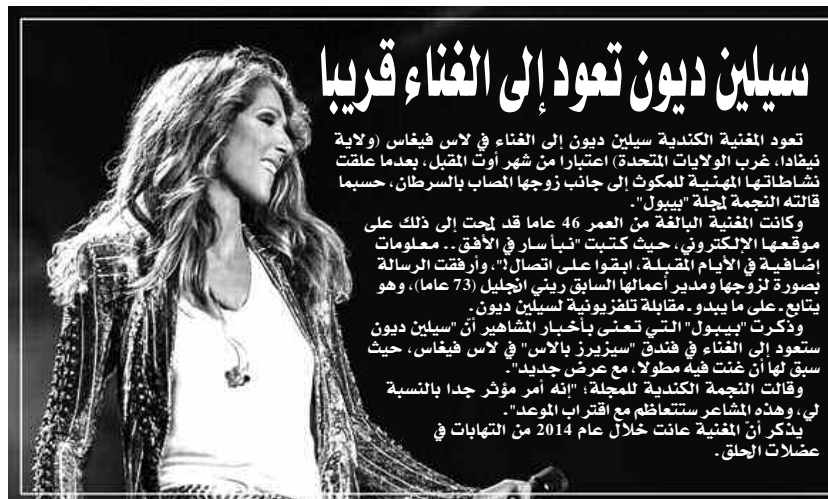 سيلين ديون تعود إلى الغناء قريبا
تعود المغنية الكندية سيلين ديون إلى الغناء في لاس فيغاس (ولاية
نيفادا، غرب الولايات المتحدة) اعتبارا من شهر أوت المقبل، بعدما علقت
نشاطاتها المهنية للمكوث إلى جانب زوجها المصاب بالسرطان، حسبما
قالته النجمة لمجلة "بيبول".
وكانت المغنية البالغة من العمر 46 عاما قد لمحت إلى ذلك على
موقعها الالكتروني، حيث كتبت "نبأ سار في الأفق.. معلومات
إضافية في الأيام المقبلة، ابقوا على اتصال!"، وأرفقت الرسالة
بصورة لزوجها ومدير أعمالها السابق ريني انجليل (73 عاما)، وهو
يتابع ـ على ما يبدو ـ مقابلة تلفزيونية لسيلين ديون.
وذكرت "بيبول" التي تعنى بأخبار المشاهير أن "سيلين ديون
ستعود إلى الغناء في فندق "سيزيرز بالاس" في لاس فيغاس، حيث
سبق لها أن غنت فيه مطولا، مع عرض جديد".
وقالت النجمة الكندية للمجلة؛ "إنه أمر مؤثر جدا بالنسبة
لي، وهذه المشاعر ستتعاظم مع اقتراب الموعد".
يذكر أن المغنية عانت خلال عام 2014 من التهابات في
عضلات الحلق.